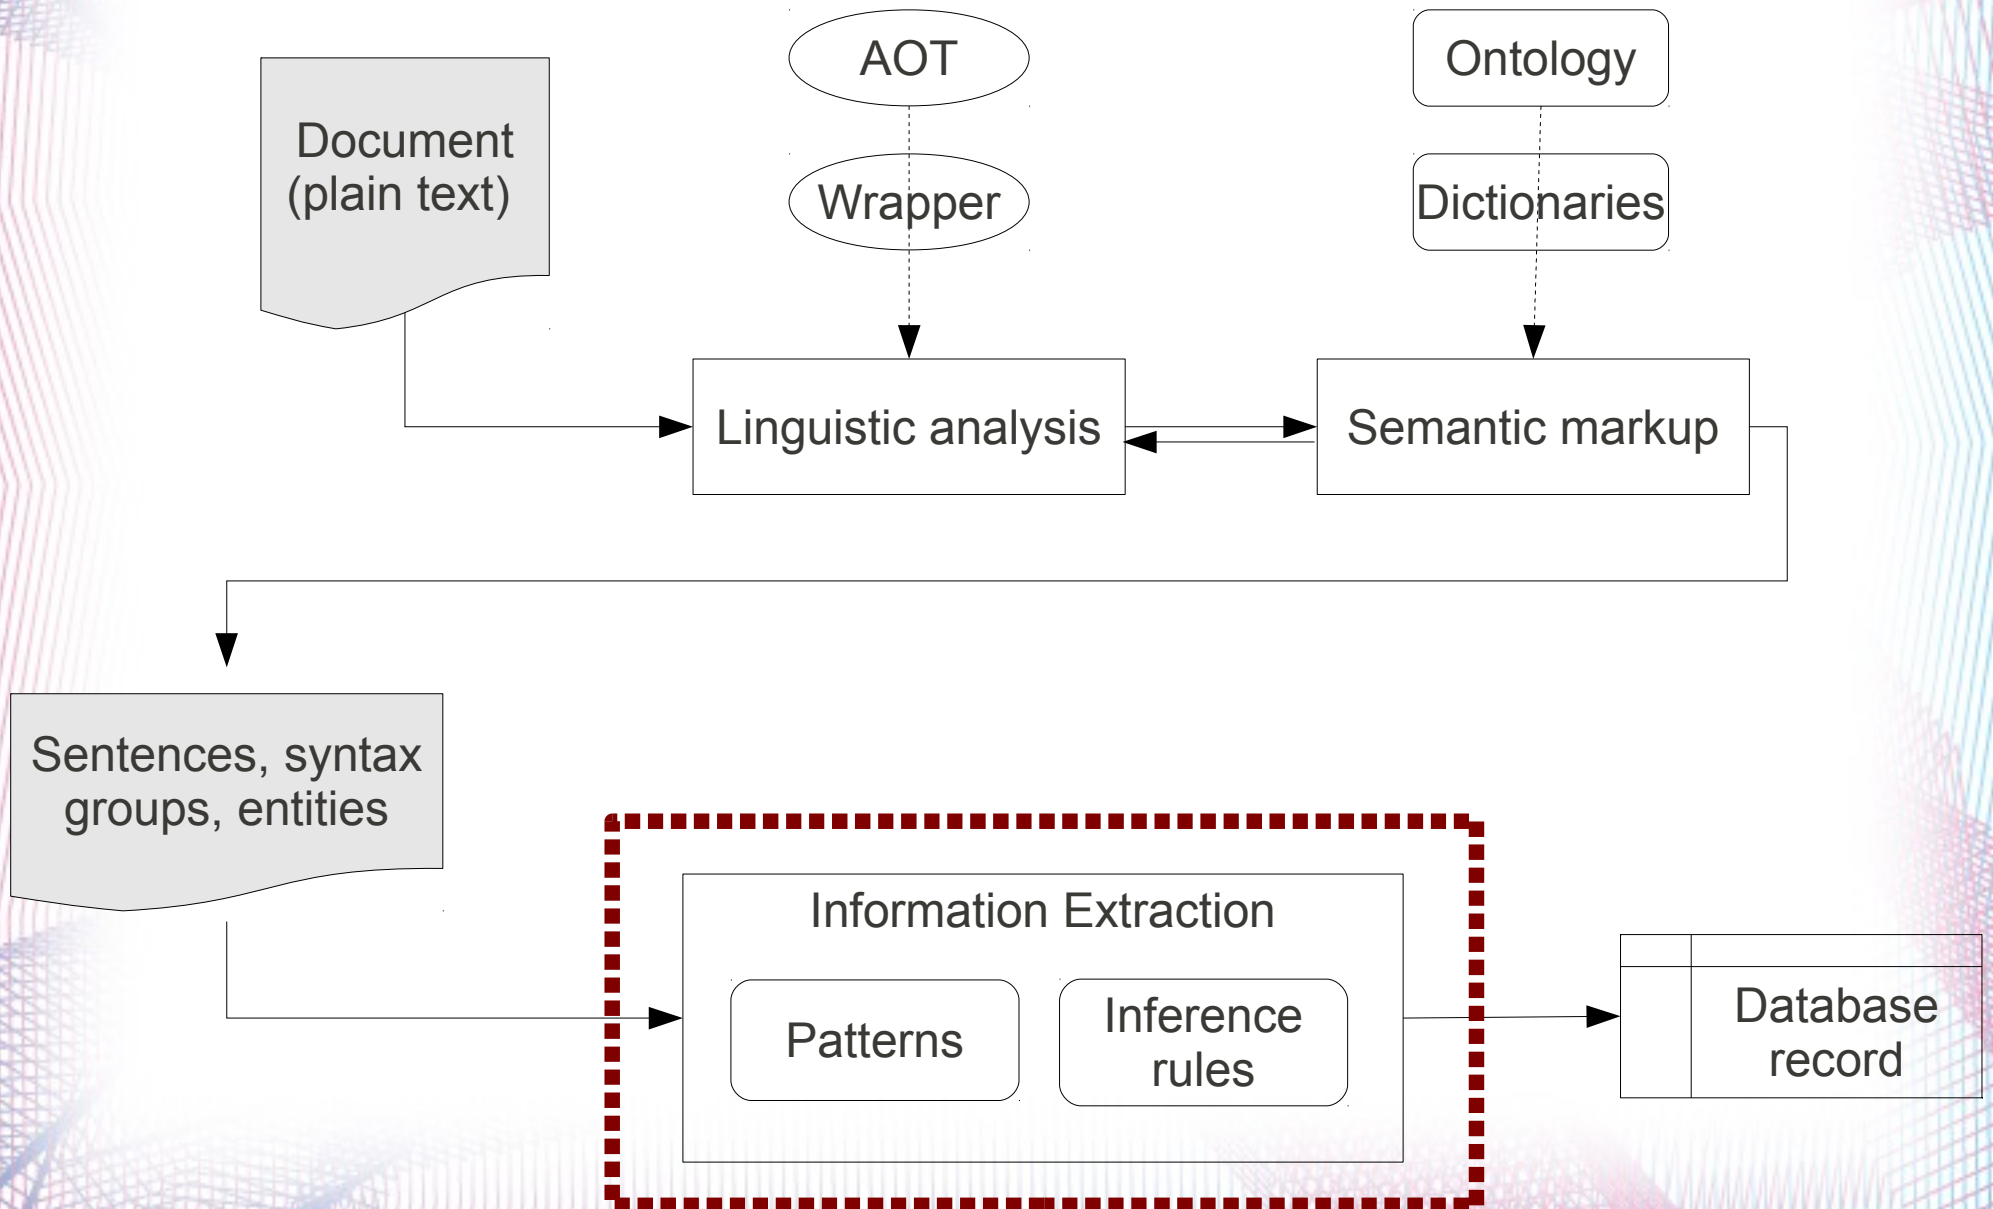 AOT
Ontology
Document
(plain text)
Wrapper
Dictionaries
Linguistic analysis
Semantic markup
Sentences, syntax
groups, entities
Information Extraction
Patterns
Inference
rules
Database
record